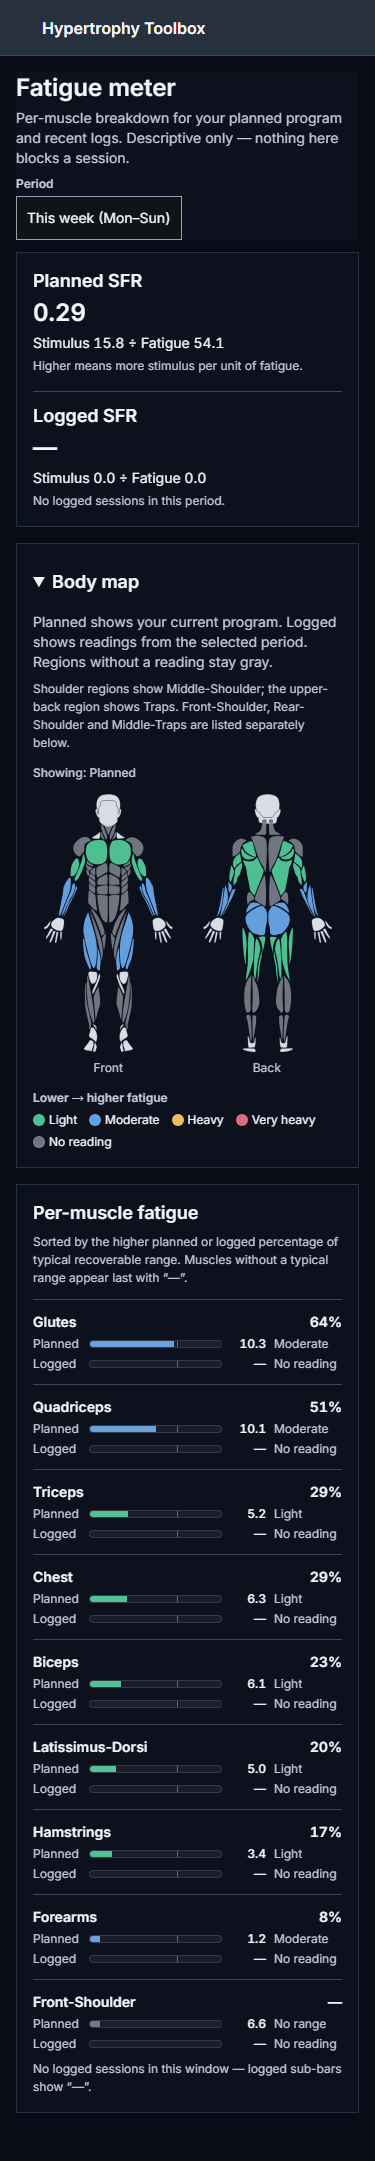 Hypertrophy Toolbox
Fatigue meter
Per-muscle breakdown for your planned program
and recent logs. Descriptive only — nothing here
blocks a session.
Period
This week (Mon–Sun)
Planned SFR
0.29
Stimulus 15.8 ÷ Fatigue 54.1
Higher means more stimulus per unit of fatigue.
Logged SFR
—
Stimulus 0.0 ÷ Fatigue 0.0
No logged sessions in this period.
▼ Body map
Planned shows your current program. Logged
shows readings from the selected period.
Regions without a reading stay gray.
Shoulder regions show Middle-Shoulder; the upper-
back region shows Traps. Front-Shoulder, Rear-
Shoulder and Middle-Traps are listed separately
below.
Showing: Planned
Front Back
Lower → higher fatigue
Light Moderate Heavy Very heavy
No reading
Per-muscle fatigue
Sorted by the higher planned or logged percentage of
typical recoverable range. Muscles without a typical
range appear last with “—”.
Glutes 64%
Planned 10.3 Moderate
Logged — No reading
Quadriceps 51%
Planned 10.1 Moderate
Logged — No reading
Triceps 29%
Planned 5.2 Light
Logged — No reading
Chest 29%
Planned 6.3 Light
Logged — No reading
Biceps 23%
Planned 6.1 Light
Logged — No reading
Latissimus-Dorsi 20%
Planned 5.0 Light
Logged — No reading
Hamstrings 17%
Planned 3.4 Light
Logged — No reading
Forearms 8%
Planned 1.2 Moderate
Logged — No reading
Front-Shoulder —
Planned 6.6 No range
Logged — No reading
No logged sessions in this window — logged sub-bars
show “—”.